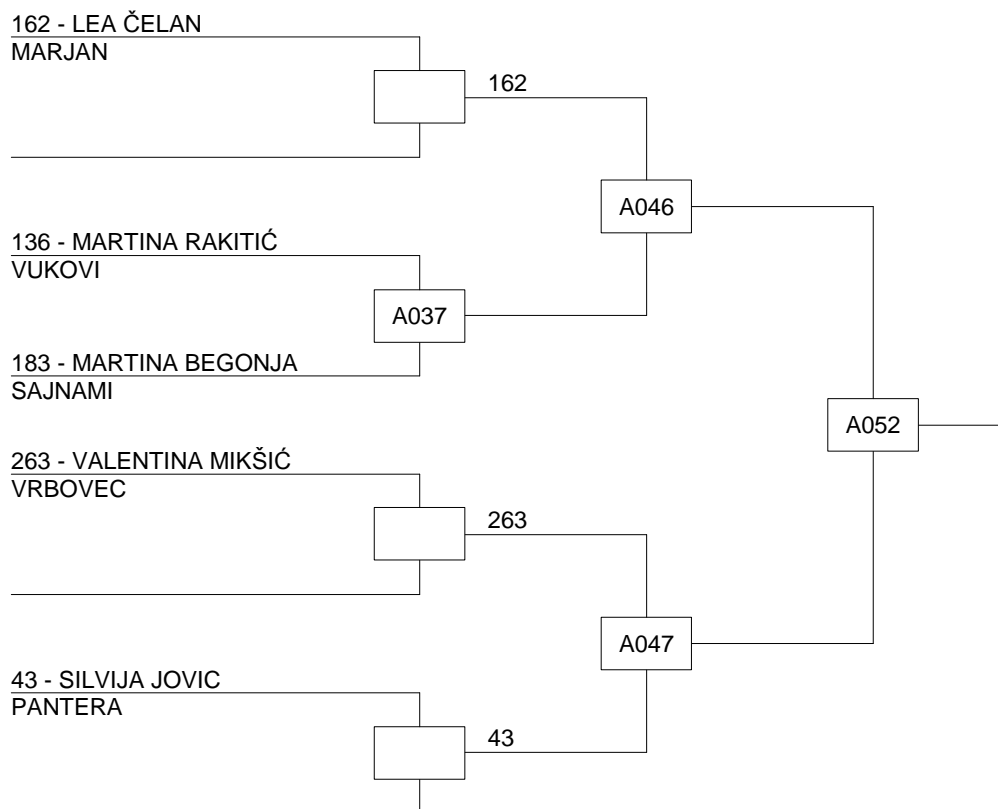 162 - LEA ČELAN
MARJAN
162
A046
136 - MARTINA RAKITIĆ
VUKOVI
A037
183 - MARTINA BEGONJA
SAJNAMI
A052
263 - VALENTINA MIKŠIĆ
VRBOVEC
263
A047
43 - SILVIJA JOVIC
PANTERA
43